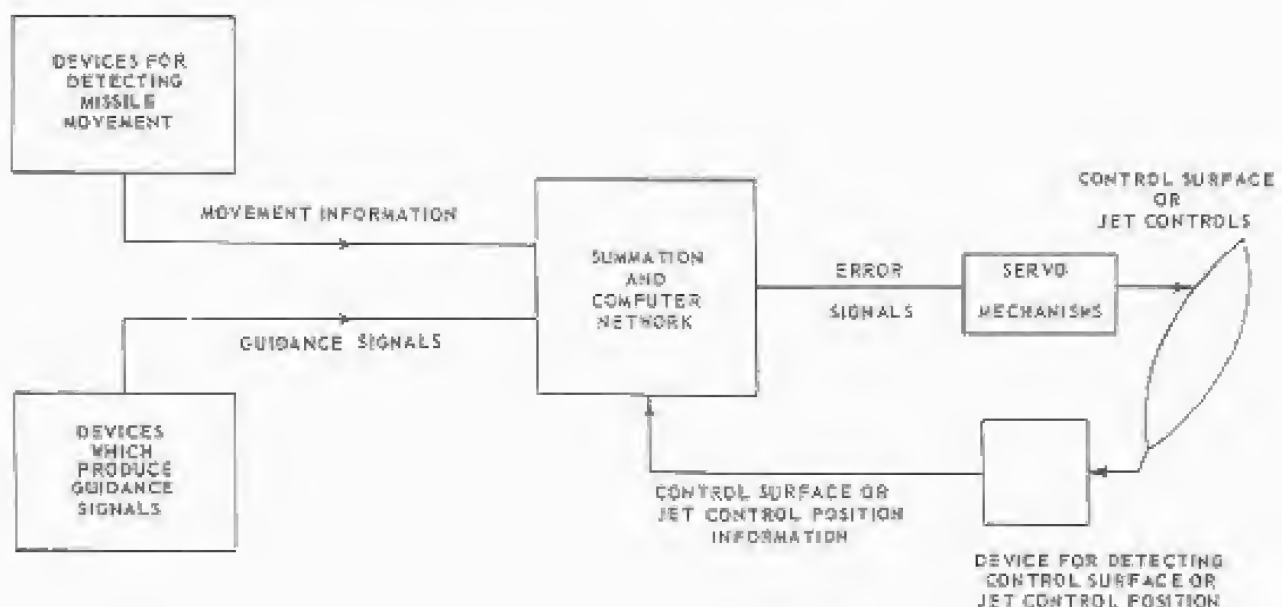 DEVICES FOR
DETECTING
MISSILE
MOVEMENT
MOVEMENT INFORMATION
GUIDANCE SIGNALS
DEVICES
WHICH
PRODUCE
GUIDANCE
SIGNALS
SUMMATION
AND
COMPUTER
NETWORK
ERROR
SIGNALS
SERVO
MECHANISMS
CONTROL SURFACE
OR
JET CONTROLS
CONTROL SURFACE OR
JET CONTROL POSITION
INFORMATION
DEVICE FOR DETECTING
CONTROL SURFACE OR
JET CONTROL POSITION